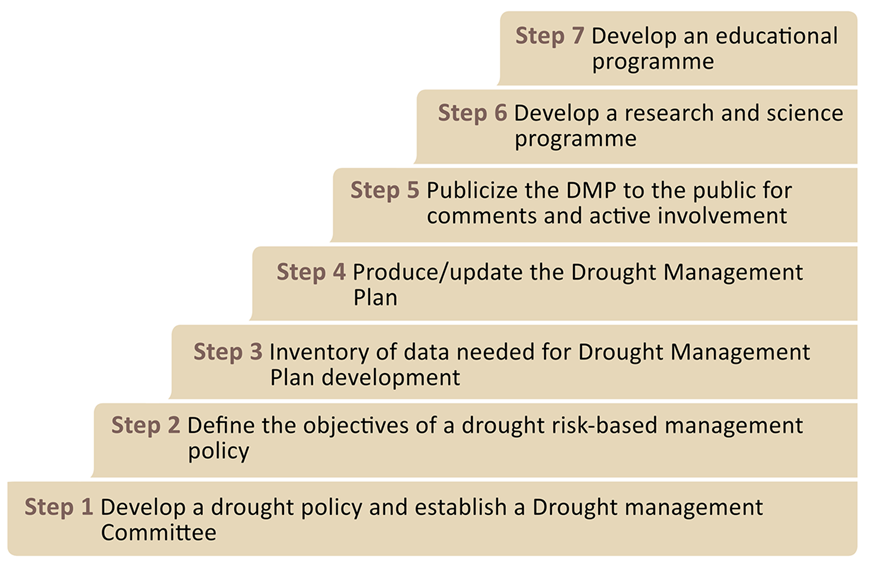 Step 7 Develop an educational
programme
Step 6 Develop a research and science
programme
Step 5 Publicize the DMP to the public for
comments and active involvement
Step 4 Produce/update the Drought Management
Plan
Step 3 Inventory of data needed for Drought Management
Plan development
Step 2 Define the objectives of a drought risk-based management
policy
Step 1 Develop a drought policy and establish a Drought management
Committee